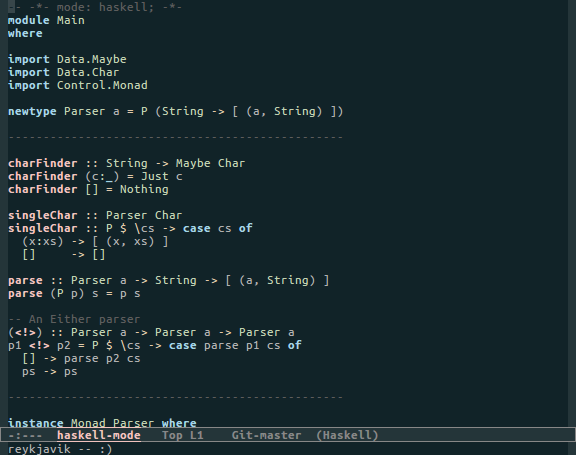 -- -*- mode: haskell; -*-
module Main
where

import Data.Maybe
import Data.Char
import Control.Monad

newtype Parser a = P (String -> [ (a, String) ])

------------------------------------------------

charFinder :: String -> Maybe Char
charFinder (c:_) = Just c
charFinder [] = Nothing

singleChar :: Parser Char
singleChar :: P $ \cs -> case cs of
  (x:xs) -> [ (x, xs) ]
  []     -> []

parse :: Parser a -> String -> [ (a, String) ]
parse (P p) s = p s

-- An Either parser
(<!>) :: Parser a -> Parser a -> Parser a
p1 <!> p2 = P $ \cs -> case parse p1 cs of
  [] -> parse p2 cs
  ps -> ps

------------------------------------------------

instance Monad Parser where
-:---  haskell-mode   Top L1    Git-master  (Haskell)
reykjavik -- :)